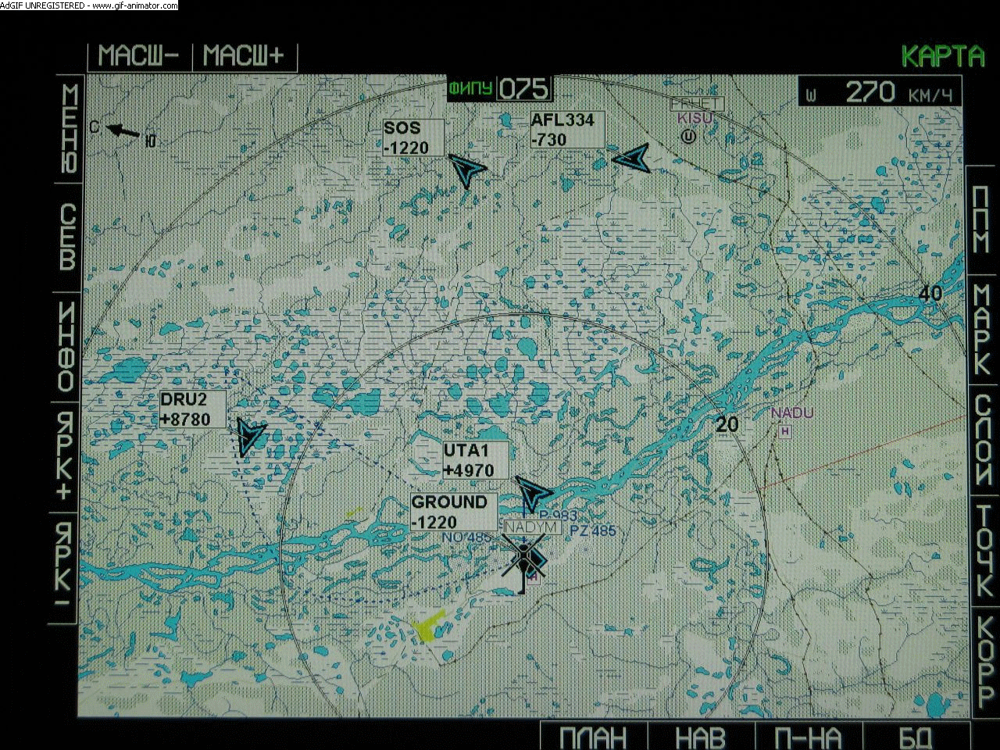 AdGIF UNREGISTERED - www.gif-animator.com
МАСШ- МАСШ+
КАРТА
ФИПУ 075
W 270 КМ/Ч
МЕНЮ
СЕВ
ИНФО
ЯРК+
ЯРК-
С
Ю
SOS
-1220
AFL334
-730
KISU
U
40
DRU2
+8780
20
NADU
H
UTA1
+4970
GROUND
-1220
P 983
NADYM
PZ 485
NO 485
H
ППМ
МАРК
СЛОИ
ТОЧК
КОРР
ПЛАН НАВ П-НА БД